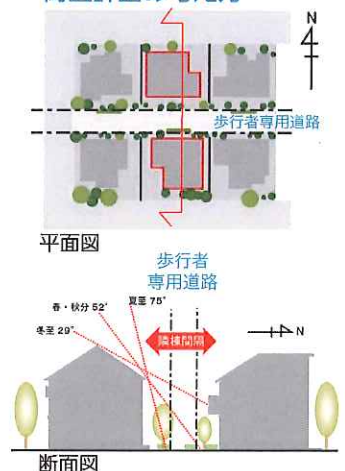 N
歩行者専用道路
平面図
歩行者
専用道路
夏至 75°
春・秋分 52°
冬至 29°
隣棟間隔
N
断面図